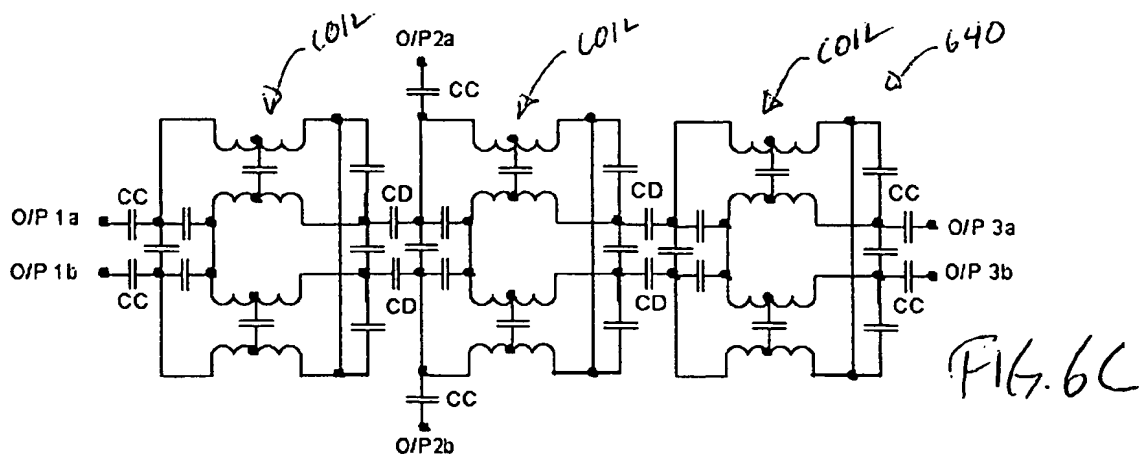 COIL
O/P2a
CC
COIL
COIL
640
CC
O/P 1a
CD
CD
CC
O/P 3a
O/P 1b
CC
CD
CD
CC
O/P 3b
CC
O/P2b
FIG. 6C